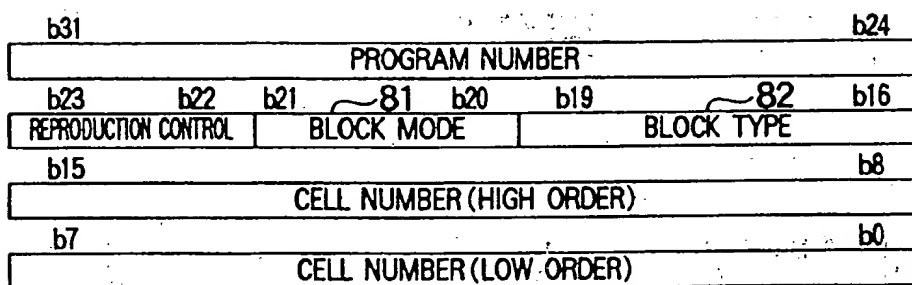 b31 b24
PROGRAM NUMBER
b23 b22 b21 81 b20 b19 82 b16
REPRODUCTION CONTROL BLOCK MODE BLOCK TYPE
b15 b8
CELL NUMBER (HIGH ORDER)
b7 b0
CELL NUMBER (LOW ORDER)